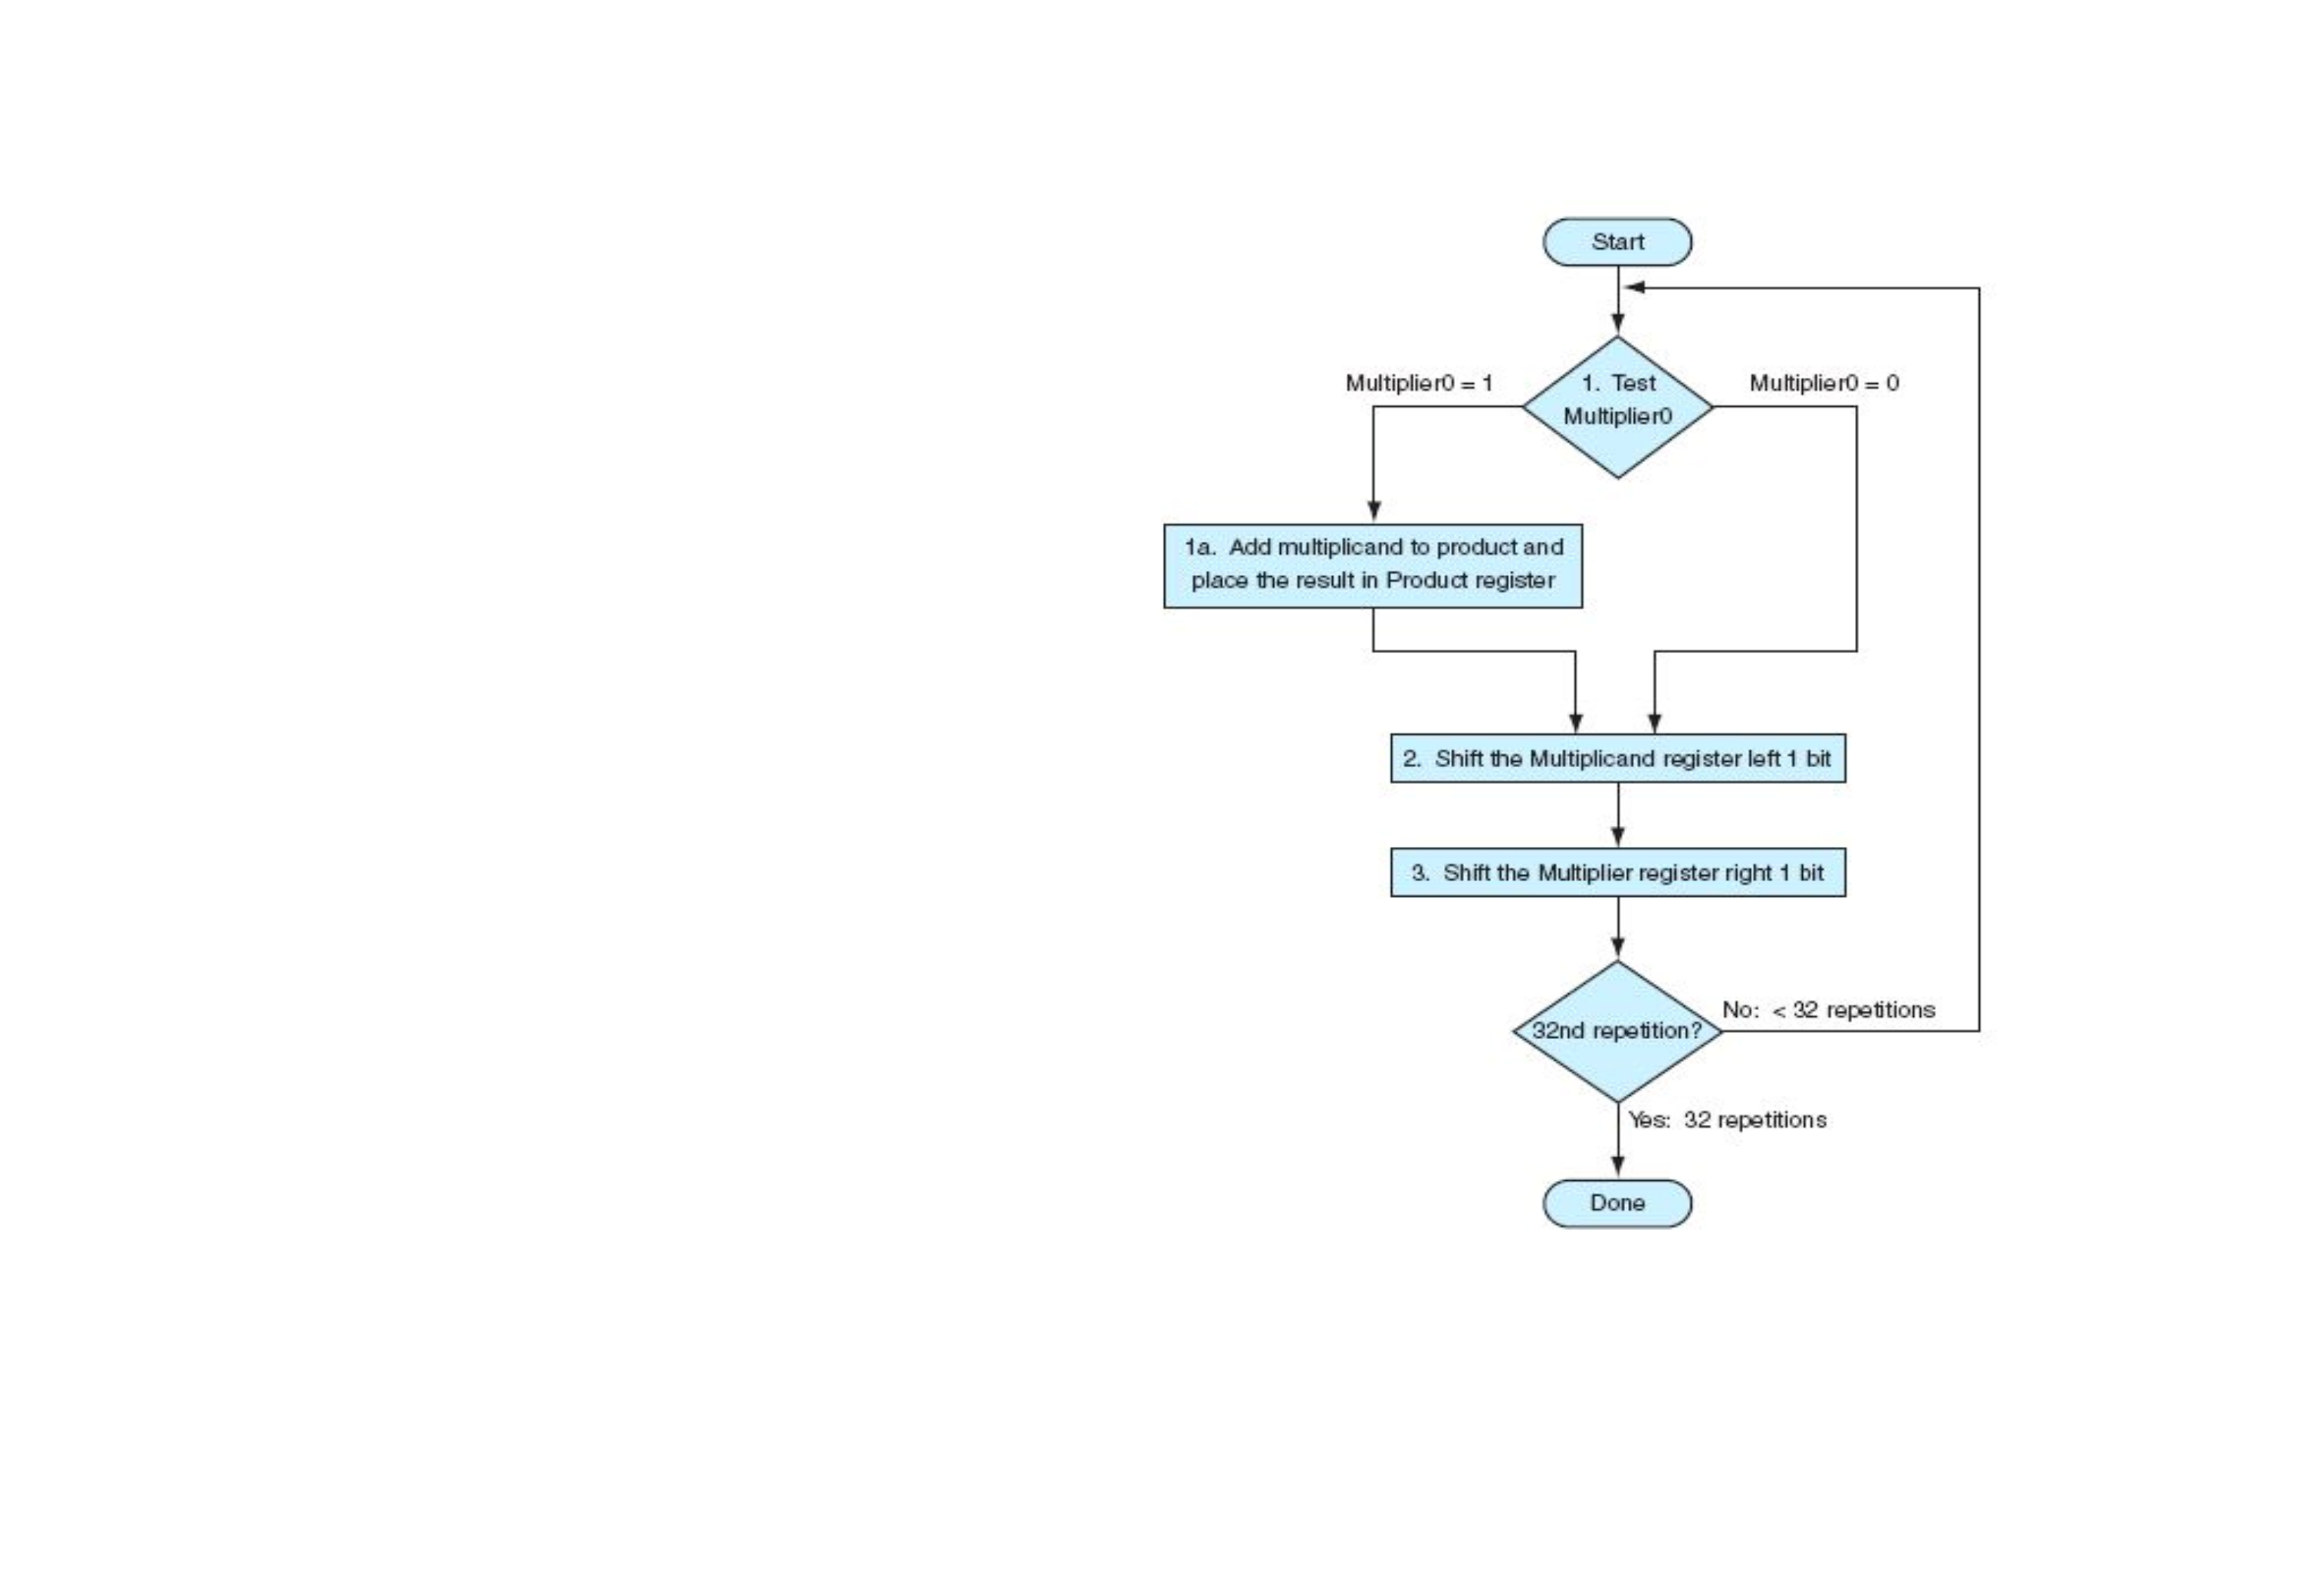 Start
Multiplier0 = 1
1. Test
Multiplier0
Multiplier0 = 0
1a. Add multiplicand to product and
place the result in Product register
2. Shift the Multiplicand register left 1 bit
3. Shift the Multiplier register right 1 bit
32nd repetition?
No: < 32 repetitions
Yes: 32 repetitions
Done